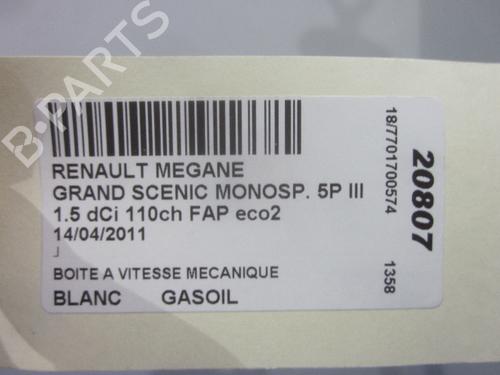 RENAULT MEGANE
GRAND SCENIC MONOSP. 5P III
1.5 dCi 110ch FAP eco2
14/04/2011
J
BOITE A VITESSE MECANIQUE
BLANC GASOIL
18/7701700574
1358
20807
B-PARTS